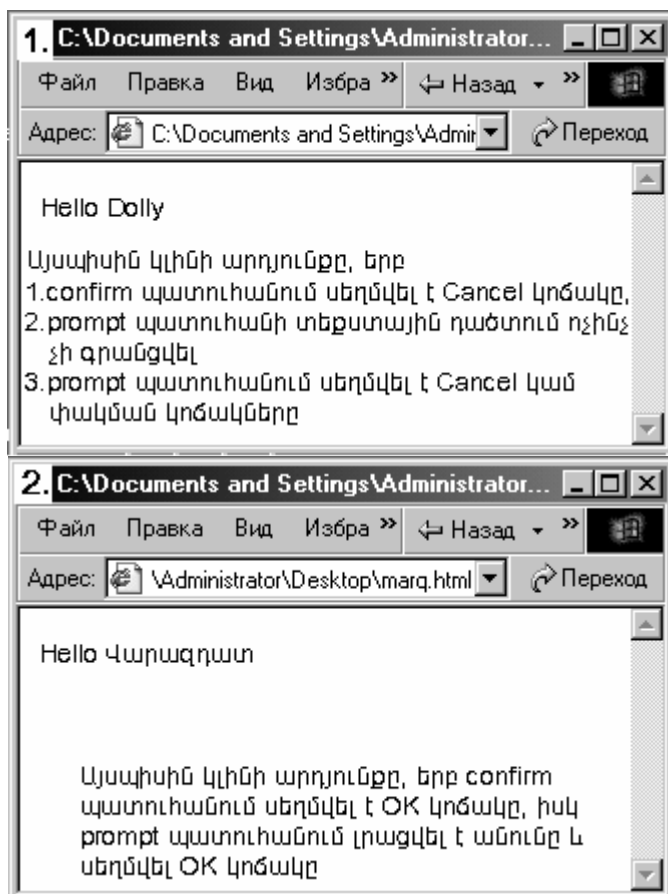 1. C:\Documents and Settings\Administrator...
Файл Правка Вид Избра » Назад »
Адрес: C:\Documents and Settings\Admir Переход
Hello Dolly
Այսպիսին կլինի արդյունքը, երբ
1.confirm պատուհանում սեղմվել է Cancel կոճակը,
2.prompt պատուհանի տեքստային դաշտում ոչինչ
չի գրանցվել
3.prompt պատուհանում սեղմվել է Cancel կամ
փակման կոճակները
2. C:\Documents and Settings\Administrator...
Файл Правка Вид Избра » Назад »
Адрес: \Administrator\Desktop\marq.html Переход
Hello Վարազդատ
Այսպիսին կլինի արդյունքը, երբ confirm
պատուհանում սեղմվել է OK կոճակը, իսկ
prompt պատուհանում լրացվել է անունը և
սեղմվել OK կոճակը